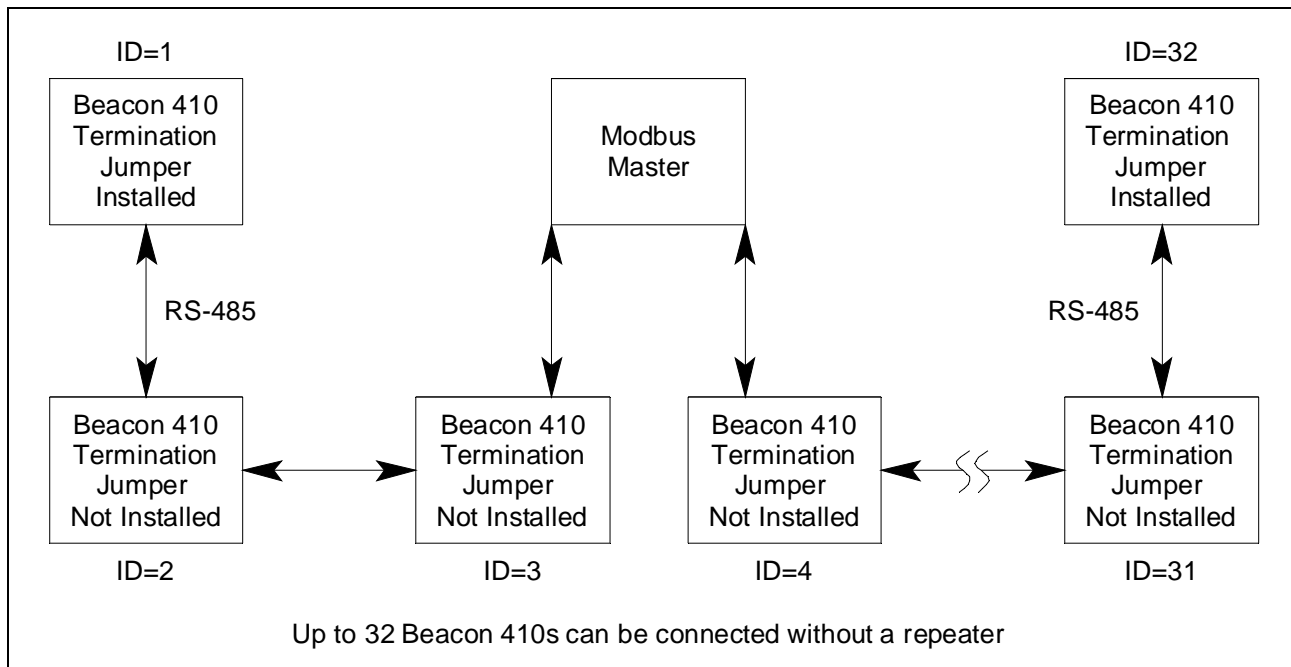 ID=1
Beacon 410
Termination
Jumper
Installed
Modbus
Master
ID=32
Beacon 410
Termination
Jumper
Installed
RS-485
RS-485
Beacon 410
Termination
Jumper
Not Installed
ID=2
Beacon 410
Termination
Jumper
Not Installed
ID=3
Beacon 410
Termination
Jumper
Not Installed
ID=4
Beacon 410
Termination
Jumper
Not Installed
ID=31
Up to 32 Beacon 410s can be connected without a repeater